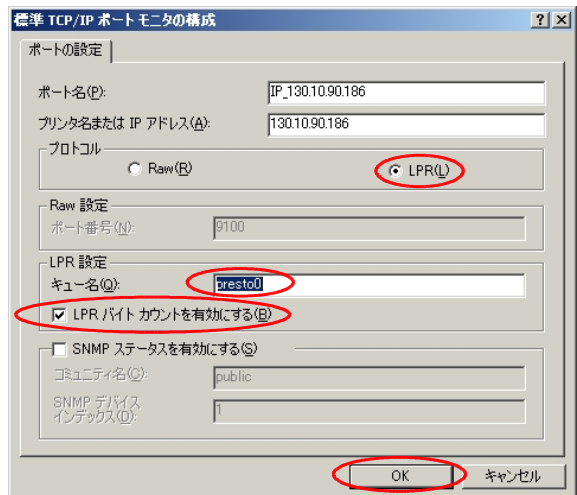 標準 TCP/IP ポート モニタの構成
ポートの設定
ポート名(P): IP_130.10.90.186
プリンタ名または IP アドレス(A): 130.10.90.186
プロトコル
Raw(R) LPR(L)
Raw 設定
ポート番号(N): 9100
LPR 設定
キュー名(Q): presto0
LPR バイト カウントを有効にする(B)
SNMP ステータスを有効にする(S)
コミュニティ名(C): public
SNMP デバイス
インデックス(D): 1
OK キャンセル